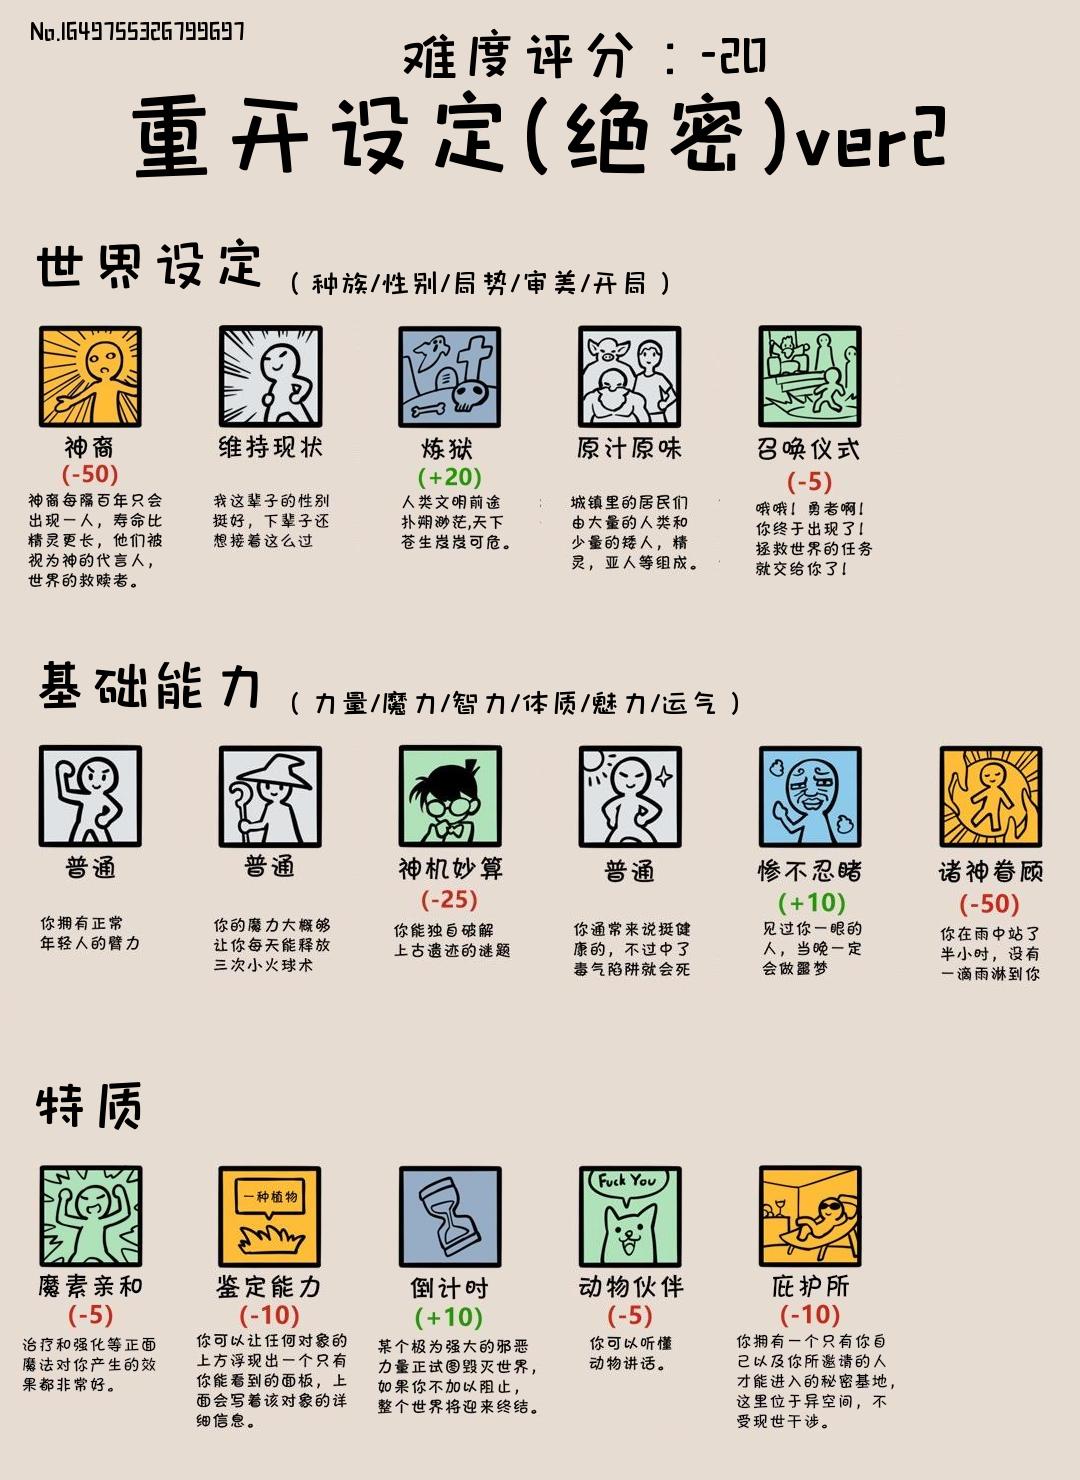 No.1649755326799697
难度评分：-20
重开设定(绝密)ver2
世界设定
（种族/性别/局势/审美/开局）
神裔
(-50)
神裔每隔百年只会
出现一人，寿命比
精灵更长，他们被
视为神的代言人，
世界的救赎者。
维持现状
我这辈子的性别
挺好，下辈子还
想接着这么过
炼狱
(+20)
人类文明前途
扑朔渺茫,天下
苍生岌岌可危。
原汁原味
城镇里的居民们
由大量的人类和
少量的矮人，精
灵，亚人等组成。
召唤仪式
(-5)
哦哦！勇者啊！
你终于出现了！
拯救世界的任务
就交给你了！
基础能力
（力量/魔力/智力/体质/魅力/运气）
普通
你拥有正常
年轻人的臂力
普通
你的魔力大概够
让你每天能释放
三次小火球术
神机妙算
(-25)
你能独自破解
上古遗迹的谜题
普通
你通常来说挺健
康的，不过中了
毒气陷阱就会死
惨不忍睹
(+10)
见过你一眼的
人，当晚一定
会做噩梦
诸神眷顾
(-50)
你在雨中站了
半小时，没有
一滴雨淋到你
特质
魔素亲和
(-5)
治疗和强化等正面
魔法对你产生的效
果都非常好。
一种植物
鉴定能力
(-10)
你可以让任何对象的
上方浮现出一个只有
你能看到的面板，上
面会写着该对象的详
细信息。
倒计时
(+10)
某个极为强大的邪恶
力量正试图毁灭世界，
如果你不加以阻止，
整个世界将迎来终结。
Fuck You
动物伙伴
(-5)
你可以听懂
动物讲话。
庇护所
(-10)
你拥有一个只有你自
己以及你所邀请的人
才能进入的秘密基地，
这里位于异空间，不
受现世干涉。